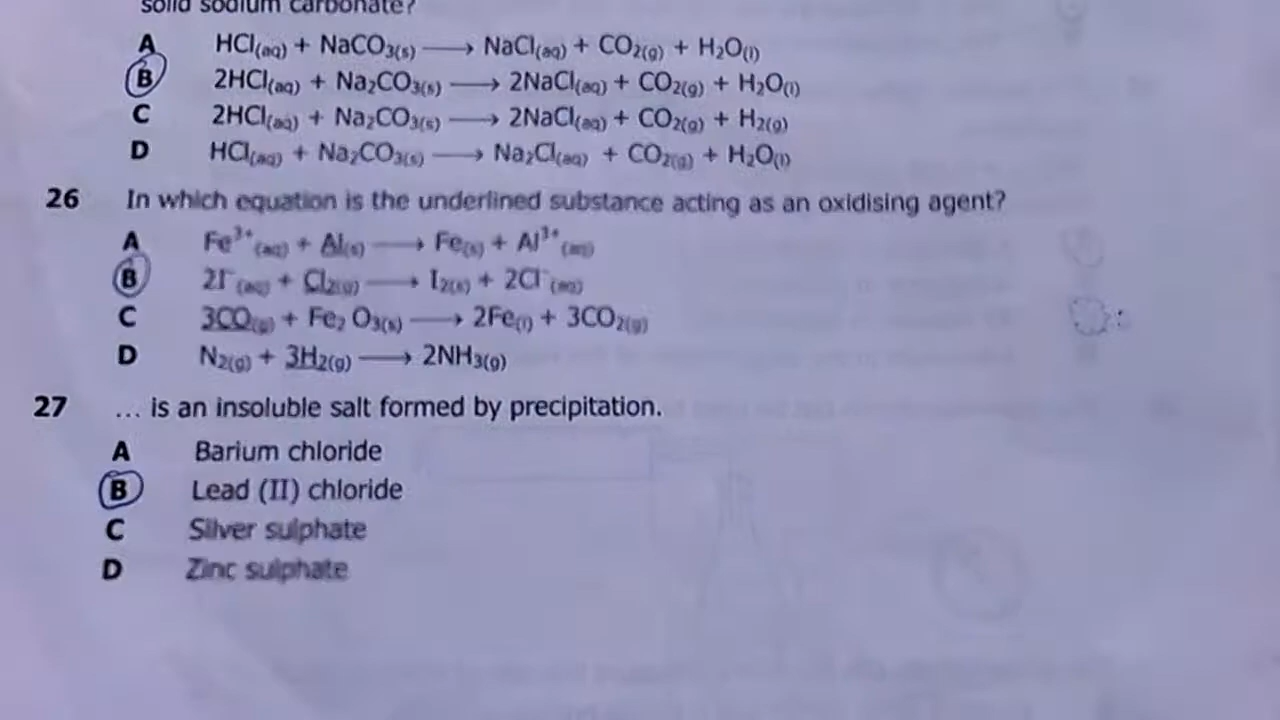 solid sodium carbonate?
A HCl(aq) + NaCO₃(s) ⟶ NaCl(aq) + CO₂(g) + H₂O(l)
B 2HCl(aq) + Na₂CO₃(s) ⟶ 2NaCl(aq) + CO₂(g) + H₂O(l)
C 2HCl(aq) + Na₂CO₃(s) ⟶ 2NaCl(aq) + CO₂(g) + H₂(g)
D HCl(aq) + Na₂CO₃(s) ⟶ Na₂Cl(aq) + CO₂(g) + H₂O(l)
26 In which equation is the underlined substance acting as an oxidising agent?
A Fe³⁺(aq) + Al(s) ⟶ Fe(s) + Al³⁺(aq)
B 2I⁻(aq) + Cl₂(g) ⟶ I₂(s) + 2Cl⁻(aq)
C 3CO(g) + Fe₂ O₃(s) ⟶ 2Fe(l) + 3CO₂(g)
D N₂(g) + 3H₂(g) ⟶ 2NH₃(g)
27 ... is an insoluble salt formed by precipitation.
A Barium chloride
B Lead (II) chloride
C Silver sulphate
D Zinc sulphate